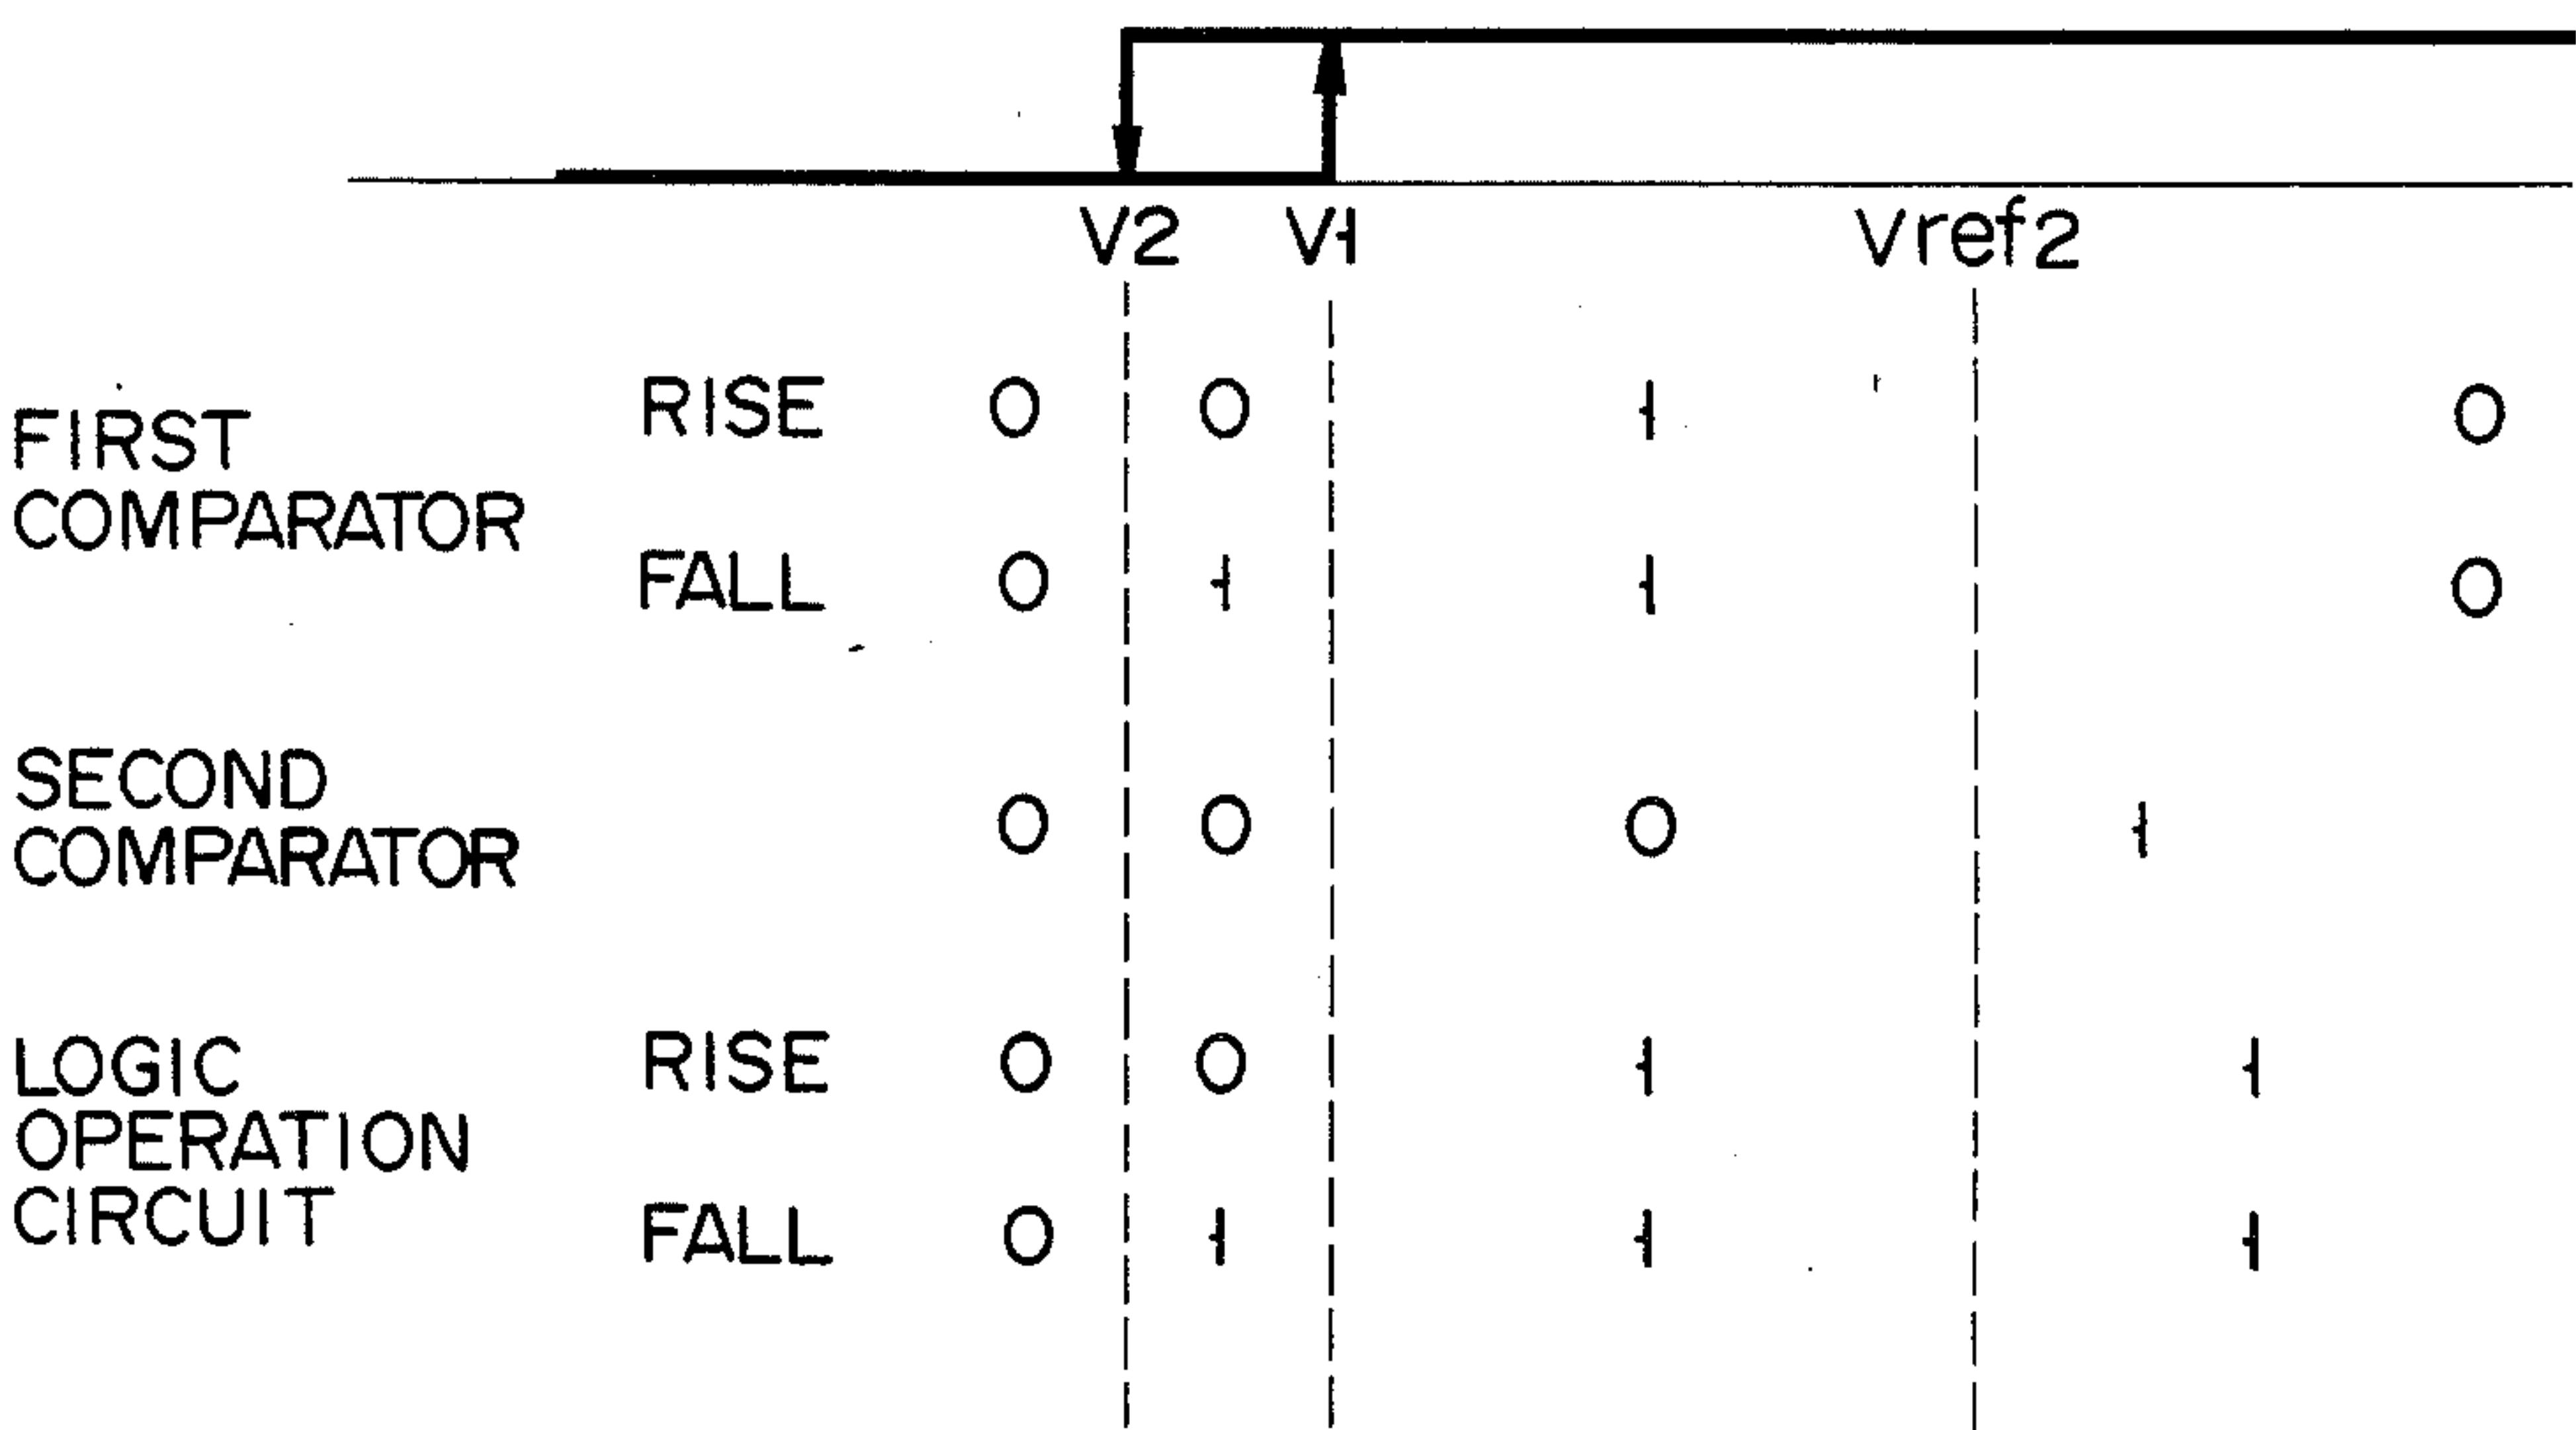 V2 V1 Vref2
RISE 0 0 1 0
FIRST
COMPARATOR
FALL 0 1 1 0
SECOND
COMPARATOR
0 0 0 1
LOGIC
OPERATION
CIRCUIT
RISE 0 0 1 1
FALL 0 1 1 1